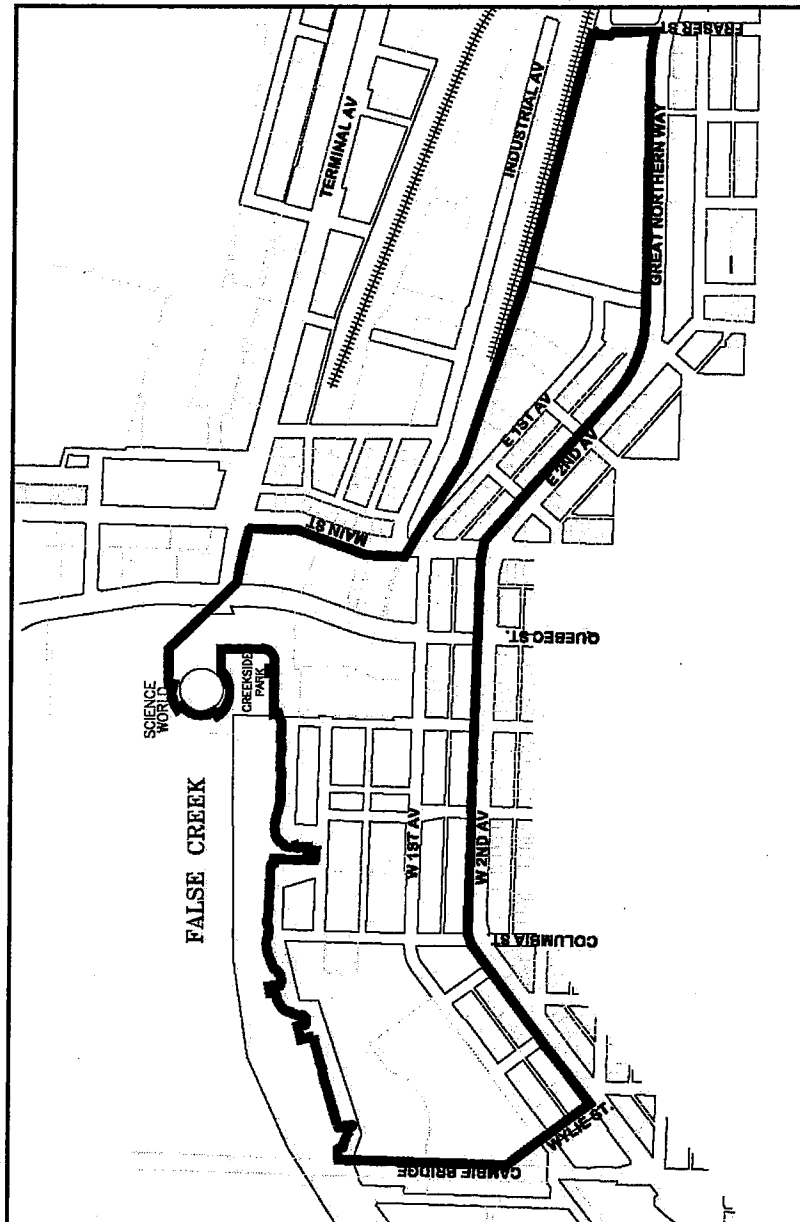 FRASER ST
TERMINAL AV
INDUSTRIAL AV
GREAT NORTHERN WAY
E 1ST AV
E 2ND AV
MAIN ST
QUEBEC ST.
SCIENCE
WORLD
CREEKSIDE
PARK
FALSE CREEK
W 1ST AV
W 2ND AV
COLUMBIA ST
WYLIE ST.
CAMBIE BRIDGE